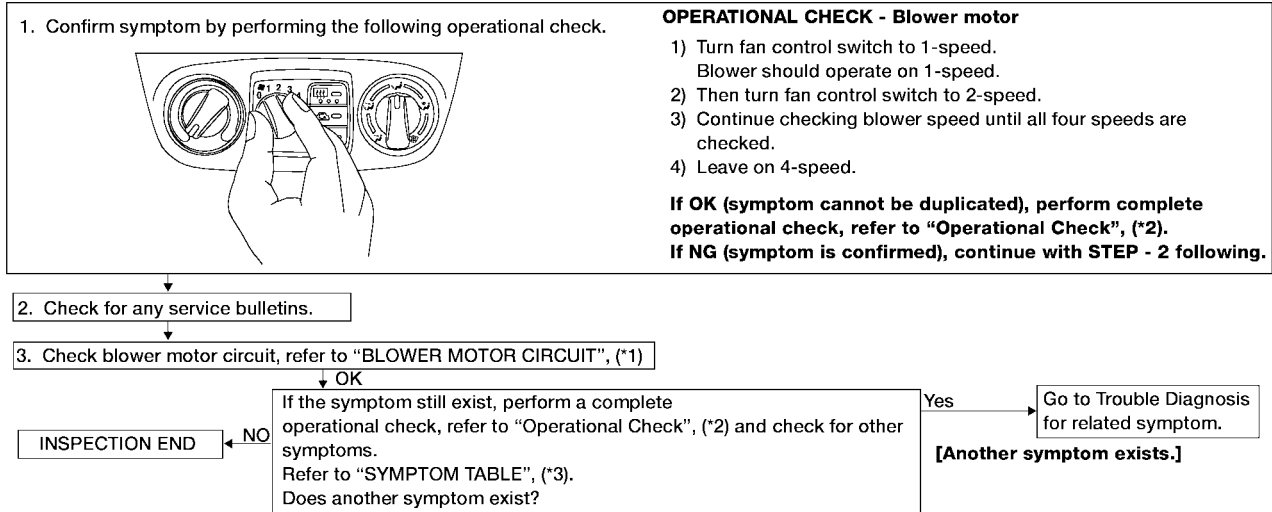 1. Confirm symptom by performing the following operational check.
0 1 2 3 4
OPERATIONAL CHECK - Blower motor
1) Turn fan control switch to 1-speed.
Blower should operate on 1-speed.
2) Then turn fan control switch to 2-speed.
3) Continue checking blower speed until all four speeds are
checked.
4) Leave on 4-speed.
If OK (symptom cannot be duplicated), perform complete
operational check, refer to “Operational Check”, (*2).
If NG (symptom is confirmed), continue with STEP - 2 following.
2. Check for any service bulletins.
3. Check blower motor circuit, refer to “BLOWER MOTOR CIRCUIT”, (*1)
OK
If the symptom still exist, perform a complete
operational check, refer to “Operational Check”, (*2) and check for other
symptoms.
Refer to “SYMPTOM TABLE”, (*3).
Does another symptom exist?
NO
INSPECTION END
Yes
Go to Trouble Diagnosis
for related symptom.
[Another symptom exists.]